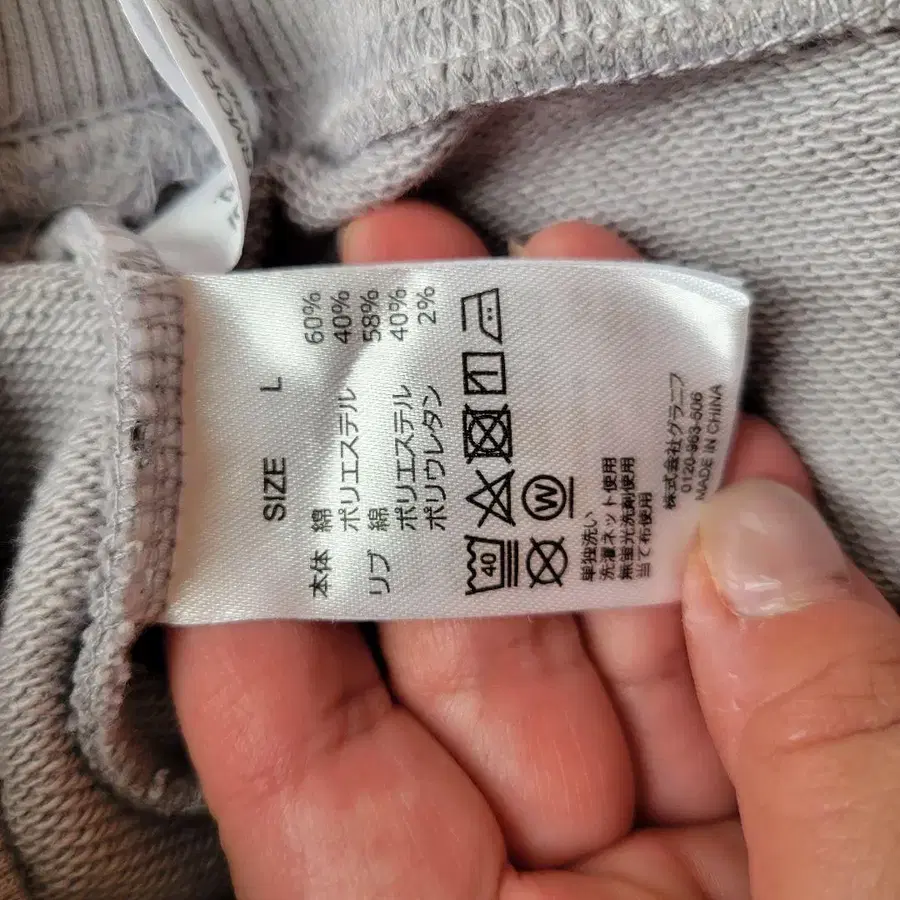 SIZE L
本体 綿 60%
ポリエステル 40%
リブ 綿 58%
ポリエステル 40%
ポリウレタン 2%
40
W
単独洗い
洗濯ネット使用
無蛍光洗剤使用
当て布使用
株式会社グラニフ
0120-963-606
MADE IN CHINA